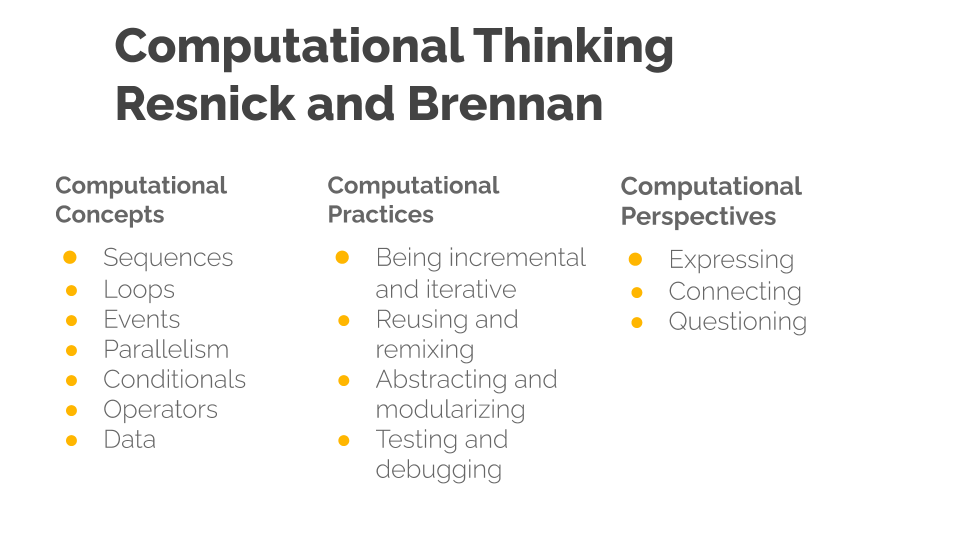 Computational Thinking
Resnick and Brennan
Computational
Concepts
● Sequences
● Loops
● Events
● Parallelism
● Conditionals
● Operators
● Data
Computational
Practices
● Being incremental
and iterative
● Reusing and
remixing
● Abstracting and
modularizing
● Testing and
debugging
Computational
Perspectives
● Expressing
● Connecting
● Questioning